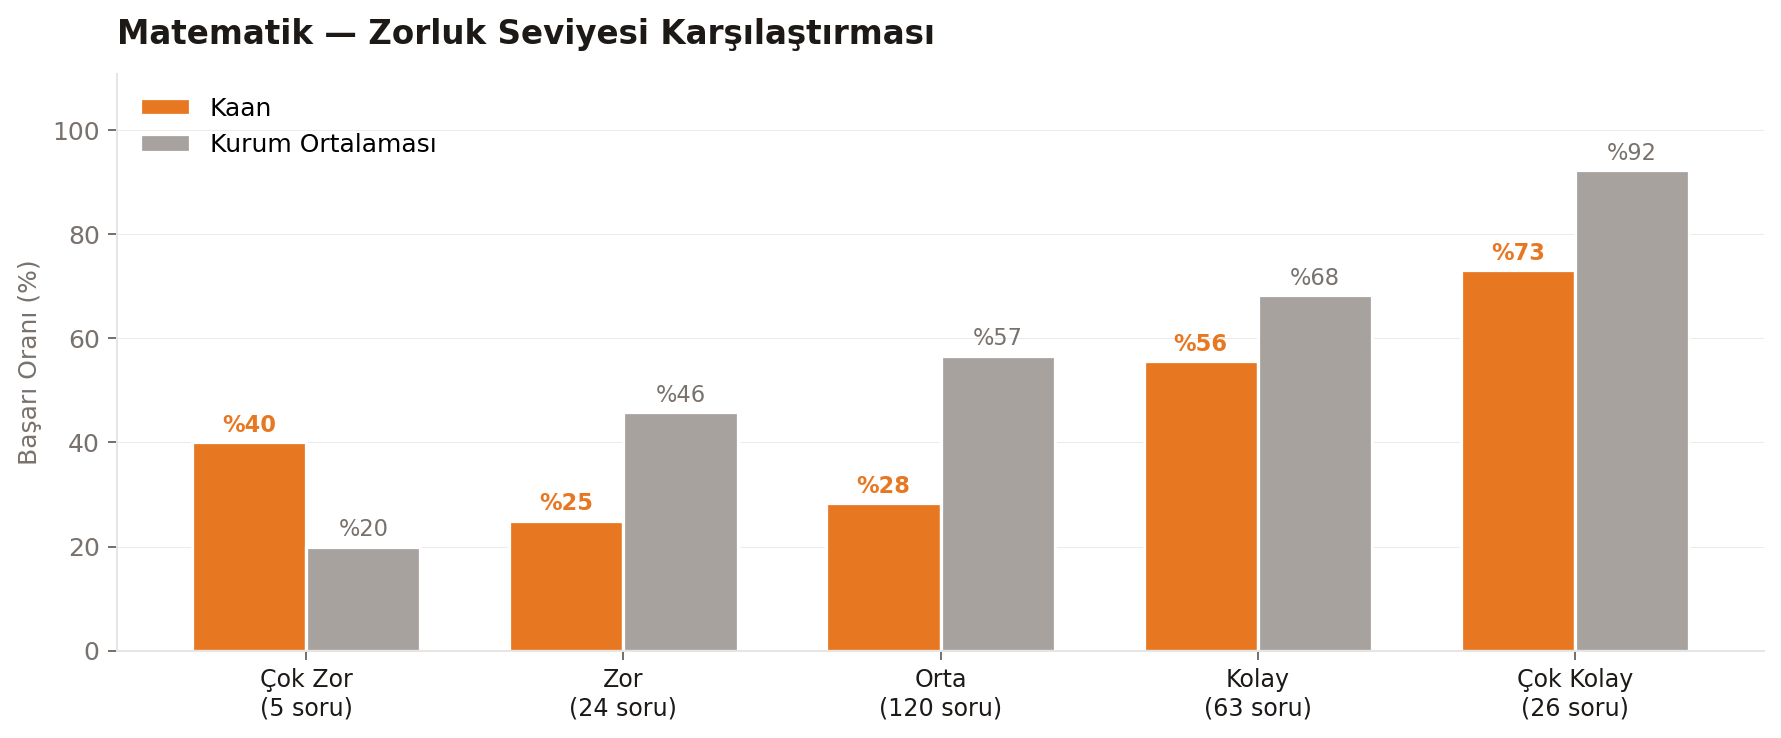 Matematik — Zorluk Seviyesi Karşılaştırması
Kaan
Kurum Ortalaması
Başarı Oranı (%)
100
80
60
40
20
0
%40
%20
%25
%46
%28
%57
%56
%68
%73
%92
Çok Zor
(5 soru)
Zor
(24 soru)
Orta
(120 soru)
Kolay
(63 soru)
Çok Kolay
(26 soru)